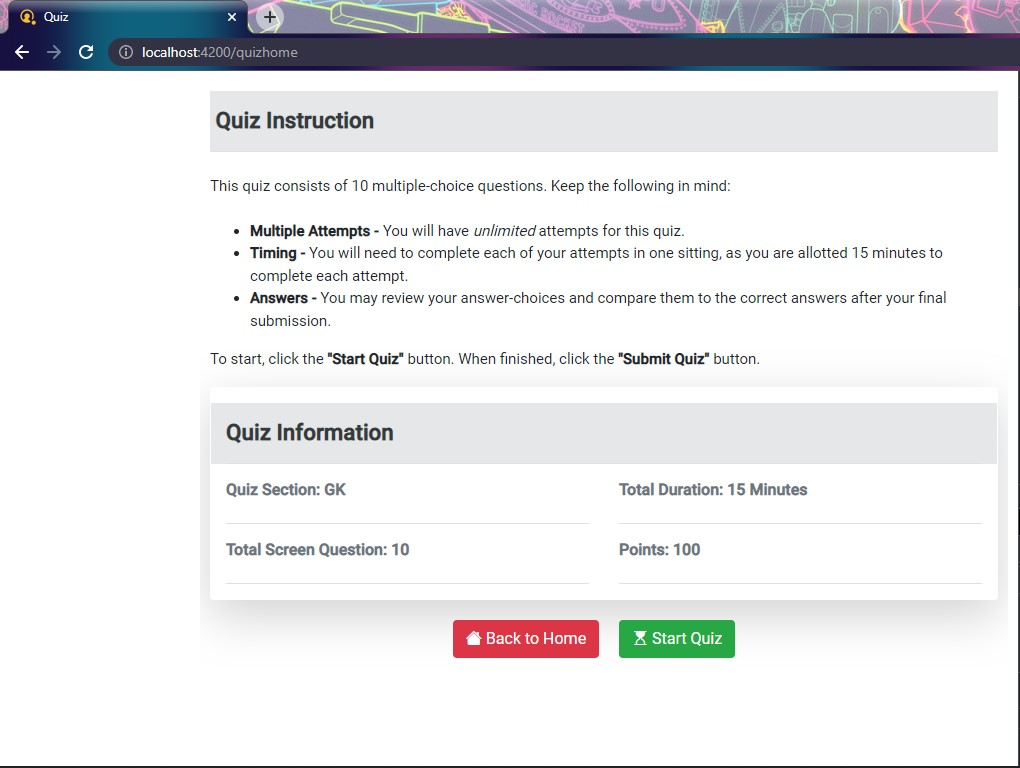 Quiz
localhost:4200/quizhome
Quiz Instruction
This quiz consists of 10 multiple-choice questions. Keep the following in mind:
Multiple Attempts - You will have unlimited attempts for this quiz.
Timing - You will need to complete each of your attempts in one sitting, as you are allotted 15 minutes to
complete each attempt.
Answers - You may review your answer-choices and compare them to the correct answers after your final
submission.
To start, click the "Start Quiz" button. When finished, click the "Submit Quiz" button.
Quiz Information
Quiz Section: GK
Total Duration: 15 Minutes
Total Screen Question: 10
Points: 100
Back to Home
Start Quiz